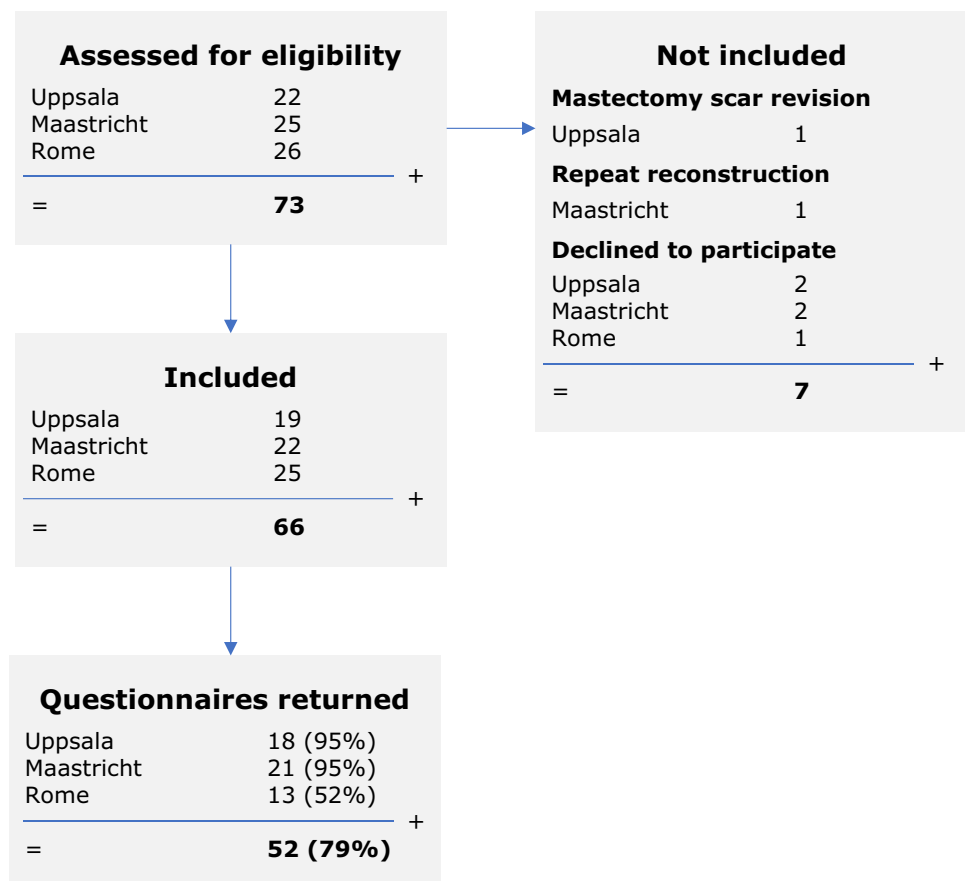 Assessed for eligibility
Uppsala 22
Maastricht 25
Rome 26
+
= 73
Not included
Mastectomy scar revision
Uppsala 1
Repeat reconstruction
Maastricht 1
Declined to participate
Uppsala 2
Maastricht 2
Rome 1
+
= 7
Included
Uppsala 19
Maastricht 22
Rome 25
+
= 66
Questionnaires returned
Uppsala 18 (95%)
Maastricht 21 (95%)
Rome 13 (52%)
+
= 52 (79%)